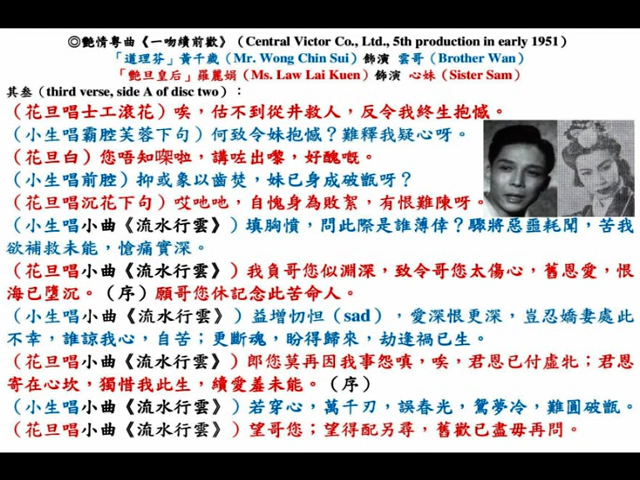 ◎艷情粵曲《一吻續前歡》（Central Victor Co., Ltd., 5th production in early 1951）
「道理芬」黃千歲（Mr. Wong Chin Sui）飾演 雲哥（Brother Wan）
「艷旦皇后」羅麗娟（Ms. Law Lai Kuen）飾演 心妹（Sister Sam）
其叁（third verse, side A of disc two）：
（花旦唱士工滾花）唉，估不到從井救人，反令我終生抱憾。
（小生唱霸腔芙蓉下句）何致令妹抱憾？難釋我疑心呀。
（花旦白）您唔知㗎啦，講咗出嚟，好醜嘅。
（小生唱前腔）抑或象以齒焚，妹已身成破甑呀？
（花旦唱沉花下句）哎吔吔，自愧身為敗絮，有恨難陳呀。
（小生唱小曲《流水行雲》）填胸憤，問此際是誰薄倖？驟將惡噩耗聞，苦我
欲補救未能，愴痛實深。
（花旦唱小曲《流水行雲》）我負哥您似淵深，致令哥您太傷心，舊恩愛，恨
海已墮沉。（序）願哥您休記念此苦命人。
（小生唱小曲《流水行雲》）益增忉怛（sad），愛深恨更深，豈忍嬌妻處此
不幸，誰諒我心，自苦；更斷魂，盼得歸來，劫逢禍已生。
（花旦唱小曲《流水行雲》）郎您莫再因我事怨嗔，唉，君恩已付虛牝；君恩
寄在心坎，獨惜我此生，續愛羞未能。（序）
（小生唱小曲《流水行雲》）若穿心，萬千刃，誤春光，鴛夢冷，難圓破甑。
（花旦唱小曲《流水行雲》）望哥您；望得配另尋，舊歡已盡毋再問。